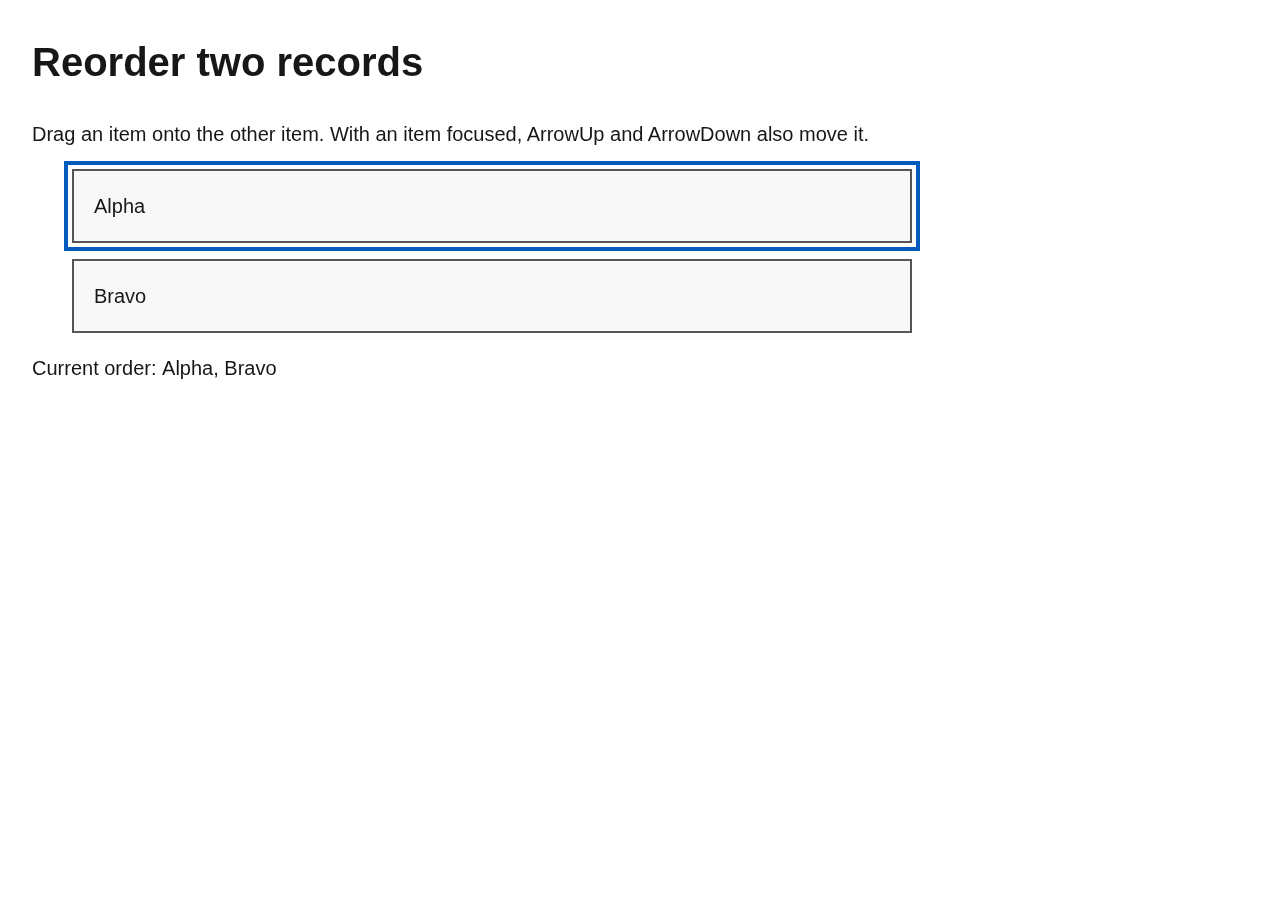 Reorder two records
Drag an item onto the other item. With an item focused, ArrowUp and ArrowDown also move it.
Alpha
Bravo
Current order: Alpha, Bravo